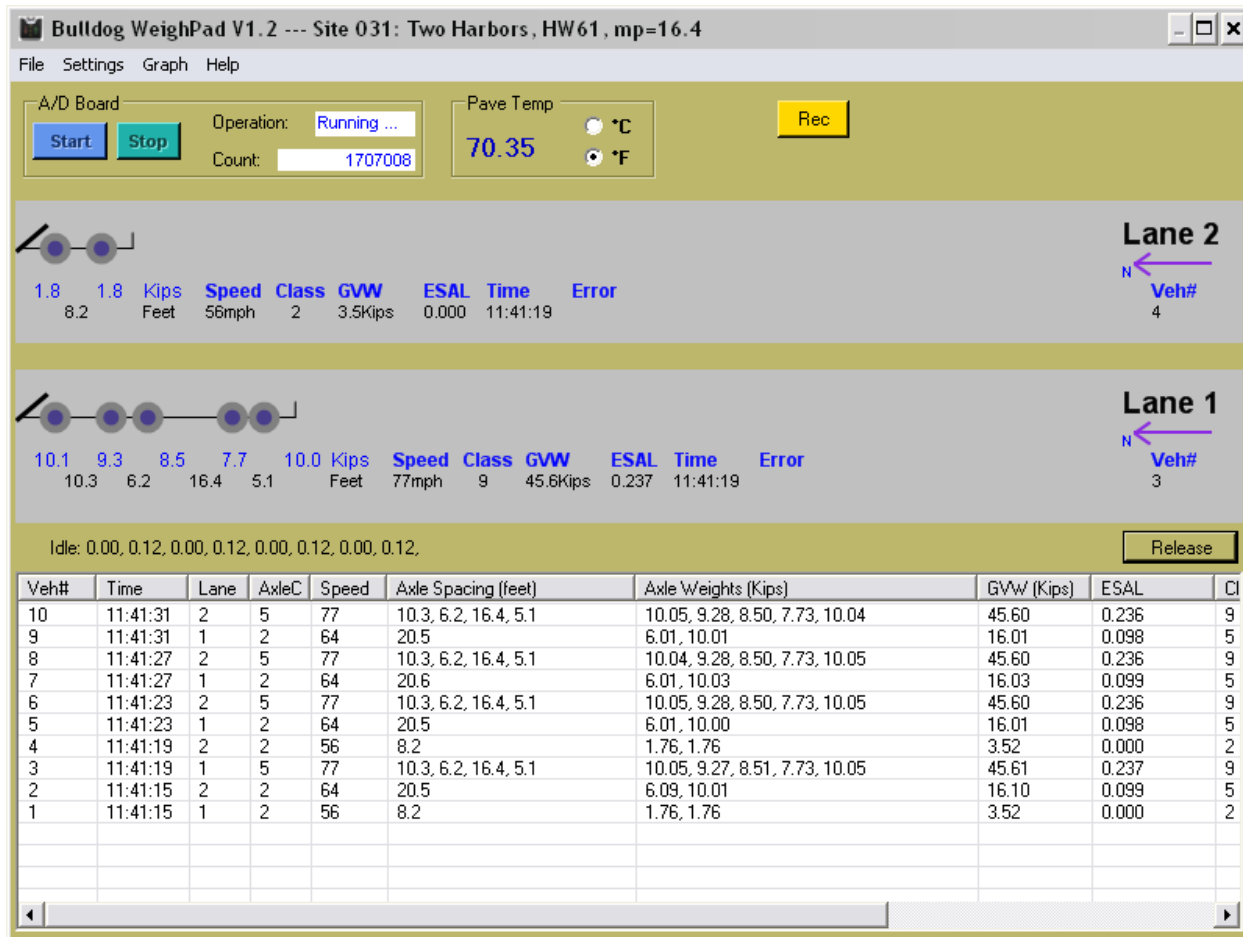 Bulldog WeighPad V1.2 --- Site 031: Two Harbors, HW61, mp=16.4
File Settings Graph Help
A/D Board
Start Stop Operation: Running ...
Count: 1707008
Pave Temp
70.35
°C
°F
Rec
Lane 2
N
1.8 1.8 Kips Speed Class GVW ESAL Time Error Veh#
8.2 Feet 56mph 2 3.5Kips 0.000 11:41:19 4
Lane 1
N
10.1 9.3 8.5 7.7 10.0 Kips Speed Class GVW ESAL Time Error Veh#
10.3 6.2 16.4 5.1 Feet 77mph 9 45.6Kips 0.237 11:41:19 3
Idle: 0.00, 0.12, 0.00, 0.12, 0.00, 0.12, 0.00, 0.12, Release
Veh# Time Lane AxleC Speed Axle Spacing (feet) Axle Weights (Kips) GVW (Kips) ESAL Cl
10 11:41:31 2 5 77 10.3, 6.2, 16.4, 5.1 10.05, 9.28, 8.50, 7.73, 10.04 45.60 0.236 9
9 11:41:31 1 2 64 20.5 6.01, 10.01 16.01 0.098 5
8 11:41:27 2 5 77 10.3, 6.2, 16.4, 5.1 10.04, 9.28, 8.50, 7.73, 10.05 45.60 0.236 9
7 11:41:27 1 2 64 20.6 6.01, 10.03 16.03 0.099 5
6 11:41:23 2 5 77 10.3, 6.2, 16.4, 5.1 10.05, 9.28, 8.50, 7.73, 10.05 45.60 0.236 9
5 11:41:23 1 2 64 20.5 6.01, 10.00 16.01 0.098 5
4 11:41:19 2 2 56 8.2 1.76, 1.76 3.52 0.000 2
3 11:41:19 1 5 77 10.3, 6.2, 16.4, 5.1 10.05, 9.27, 8.51, 7.73, 10.05 45.61 0.237 9
2 11:41:15 2 2 64 20.5 6.09, 10.01 16.10 0.099 5
1 11:41:15 1 2 56 8.2 1.76, 1.76 3.52 0.000 2